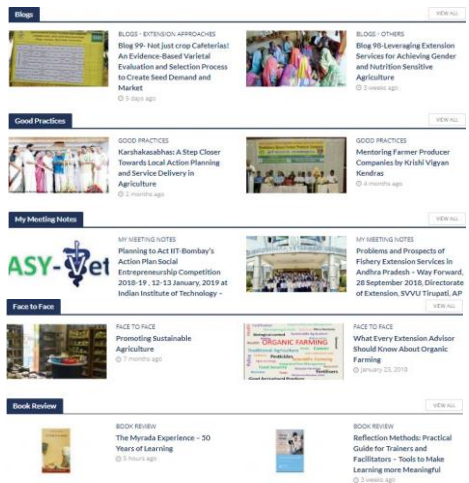 Blogs
VIEW ALL
BLOGS - EXTENSION APPROACHES
Blog 99- Not just crop Cafeterias!
An Evidence-Based Varietal
Evaluation and Selection Process
to Create Seed Demand and
Market
5 days ago
BLOGS - OTHERS
Blog 98-Leveraging Extension
Services for Achieving Gender
and Nutrition Sensitive
Agriculture
3 weeks ago
Good Practices
VIEW ALL
GOOD PRACTICES
Karshakasabhas: A Step Closer
Towards Local Action Planning
and Service Delivery in
Agriculture
2 months ago
GOOD PRACTICES
Mentoring Farmer Producer
Companies by Krishi Vigyan
Kendras
4 months ago
My Meeting Notes
VIEW ALL
ASY-Vet
MY MEETING NOTES
Planning to Act IIT-Bombay's
Action Plan Social
Entrepreneurship Competition
2018-19 , 12-13 January, 2019 at
Indian Institute of Technology –
MY MEETING NOTES
Problems and Prospects of
Fishery Extension Services in
Andhra Pradesh – Way Forward,
28 September 2018, Directorate
of Extension, SVVU Tirupati, AP
Face to Face
VIEW ALL
FACE TO FACE
Promoting Sustainable
Agriculture
7 months ago
ORGANIC FARMING
Pesticides
FACE TO FACE
What Every Extension Advisor
Should Know About Organic
Farming
January 23, 2018
Book Review
VIEW ALL
BOOK REVIEW
The Myrada Experience – 50
Years of Learning
5 hours ago
BOOK REVIEW
Reflection Methods: Practical
Guide for Trainers and
Facilitators – Tools to Make
Learning more Meaningful
3 weeks ago